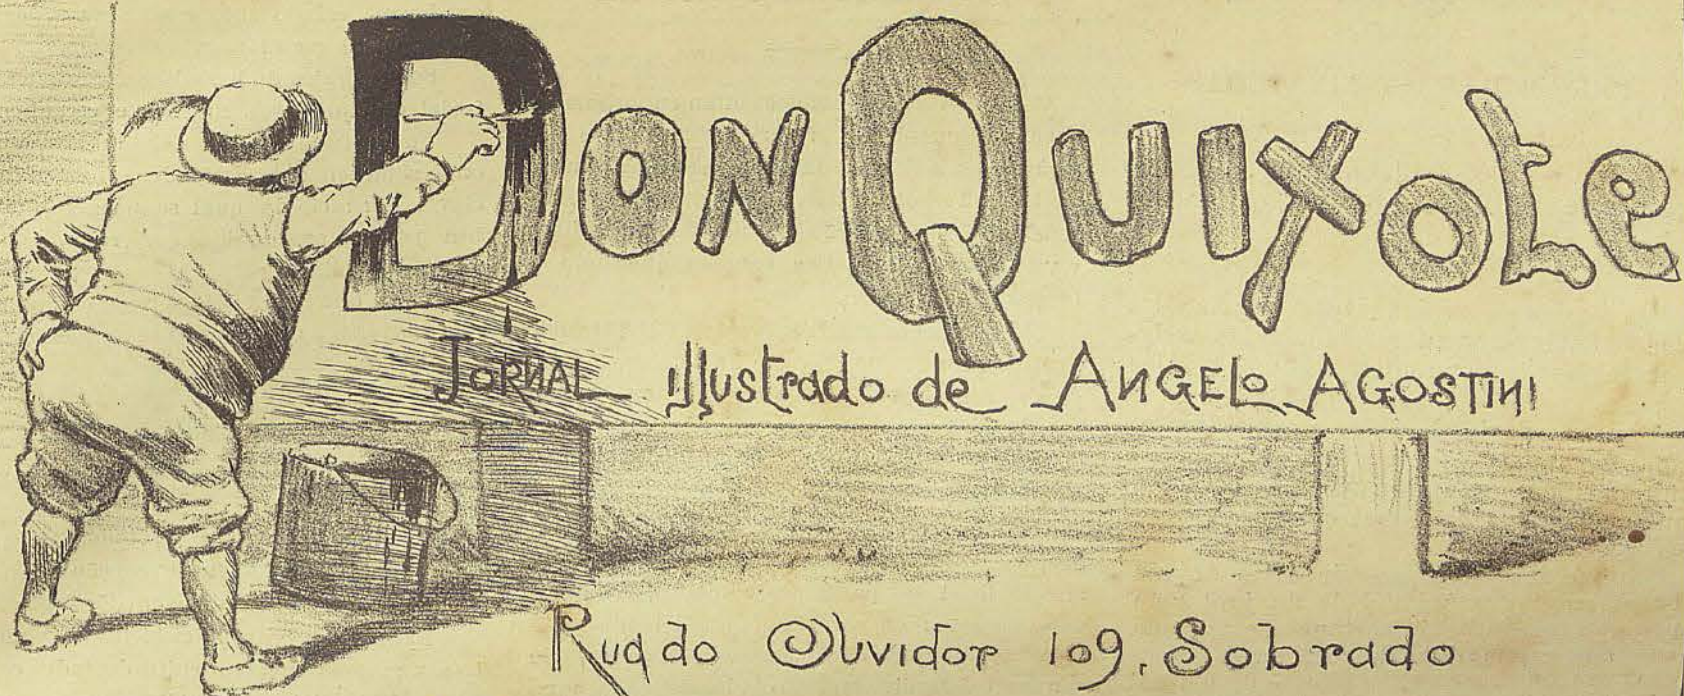 DON QUIXOTE
JORNAL illustrado de ANGELO AGOSTINI
Rua do Ouvidor 109, Sobrado